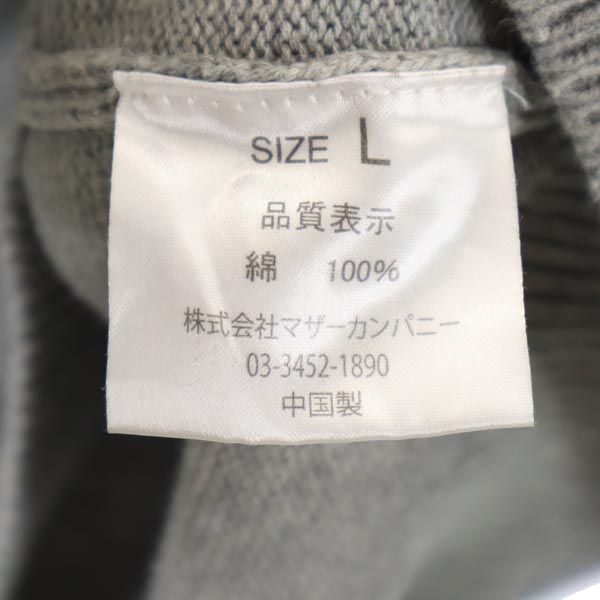 SIZE L
品質表示
綿 100%
株式会社マザーカンパニー
03-3452-1890
中国製